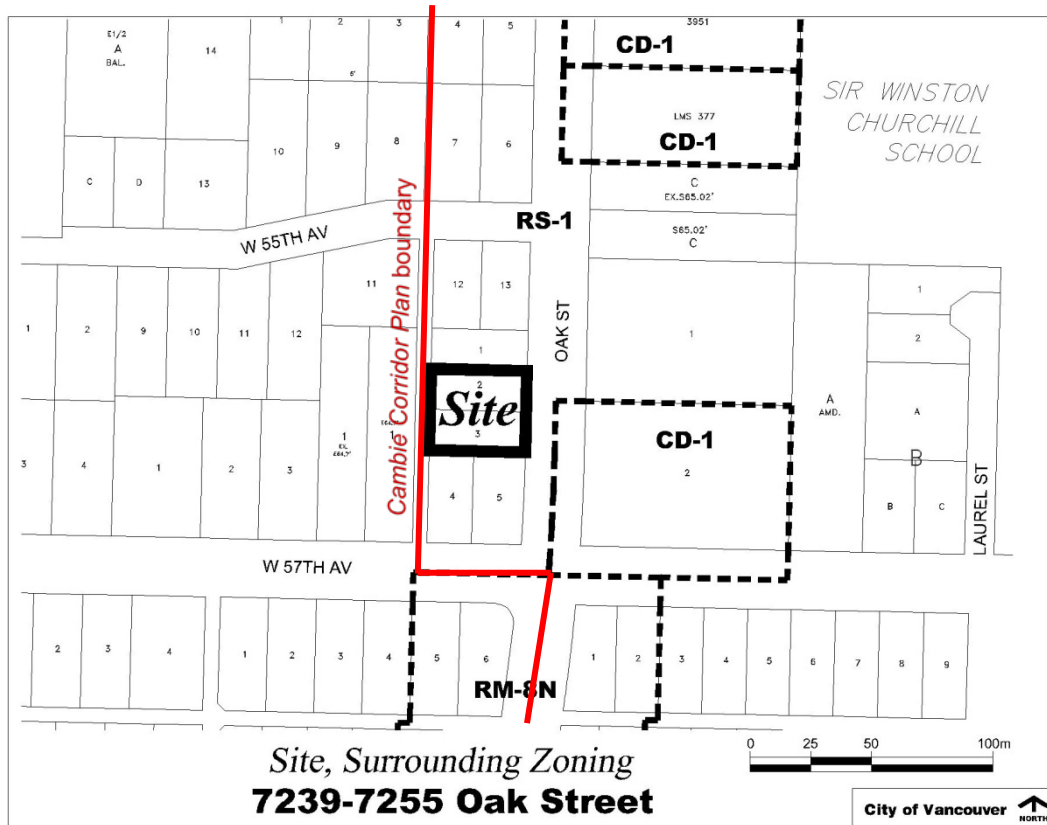 E1/2
A
BAL.
14
1
2
3
4
5
3951
CD-1
6'
10
9
8
7
6
LMS 377
CD-1
SIR WINSTON
CHURCHILL
SCHOOL
C
D
13
C
EX.S65.02'
RS-1
S65.02'
C
W 55TH AV
Cambie Corridor Plan boundary
11
12
13
OAK ST
1
2
9
10
11
12
1
1
1
2
2
Site
3
A
AMD.
A
CD-1
2
B
3
4
1
2
3
1
EX.
1
4
5
B
C
LAUREL ST
W 57TH AV
2
3
4
1
2
3
4
5
6
1
2
3
4
5
6
7
8
9
RM-8N
Site, Surrounding Zoning
7239-7255 Oak Street
0 25 50 100m
City of Vancouver
NORTH